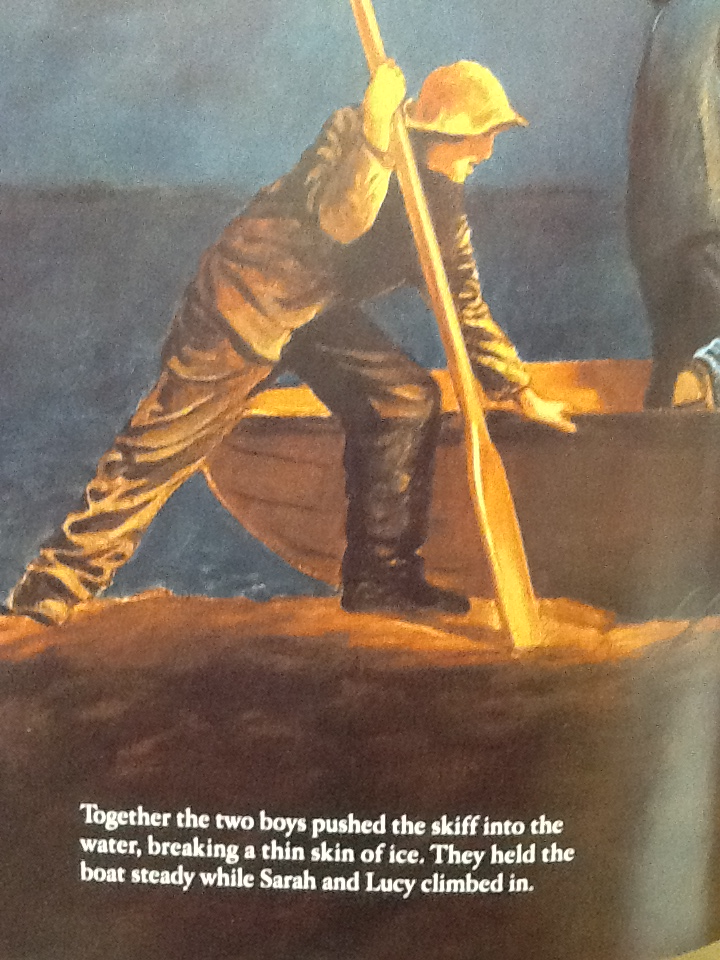 Together the two boys pushed the skiff into the
water, breaking a thin skin of ice. They held the
boat steady while Sarah and Lucy climbed in.